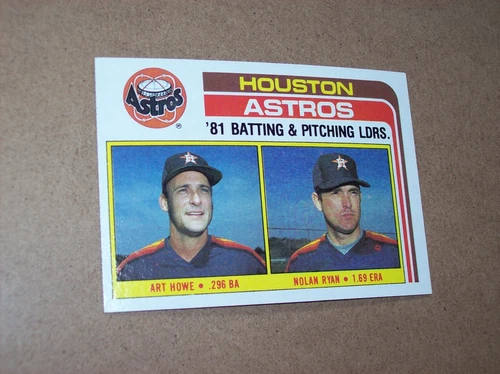 Astros
®
HOUSTON
ASTROS
'81 BATTING & PITCHING LDRS.
ART HOWE • .296 BA
NOLAN RYAN • 1.69 ERA